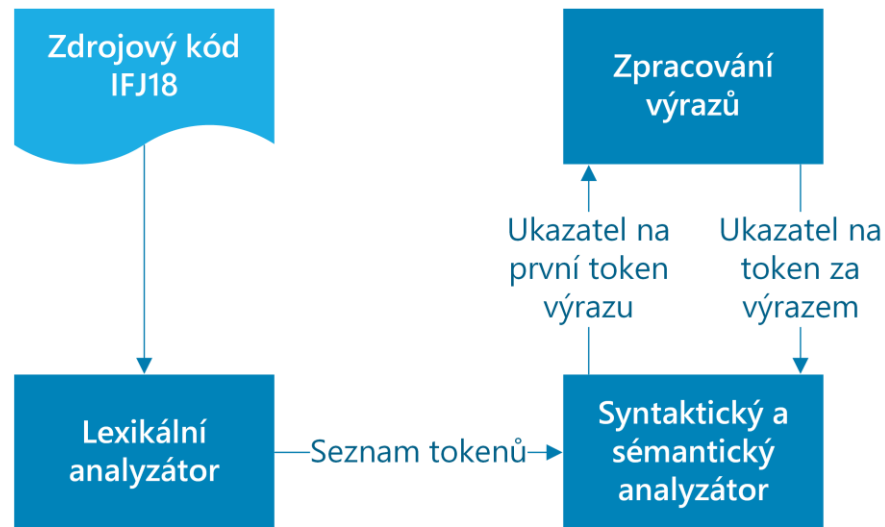 Zdrojový kód
IFJ18
Zpracování
výrazů
Ukazatel na
první token
výrazu
Ukazatel na
token za
výrazem
Lexikální
analyzátor
Seznam tokenů
Syntaktický a
sémantický
analyzátor